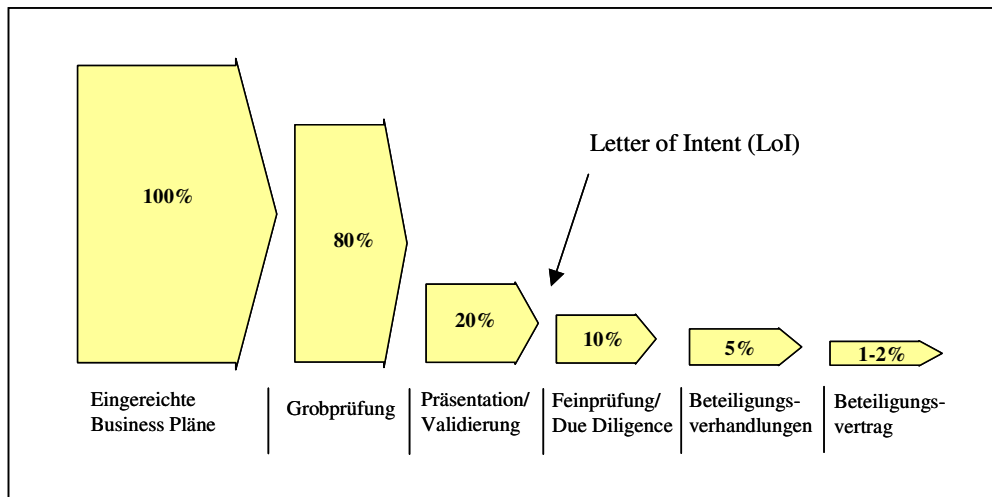 Letter of Intent (LoI)
100%
80%
20%
10%
5%
1-2%
Eingereichte
Business Pläne
Grobprüfung
Präsentation/
Validierung
Feinprüfung/
Due Diligence
Beteiligungs-
verhandlungen
Beteiligungs-
vertrag